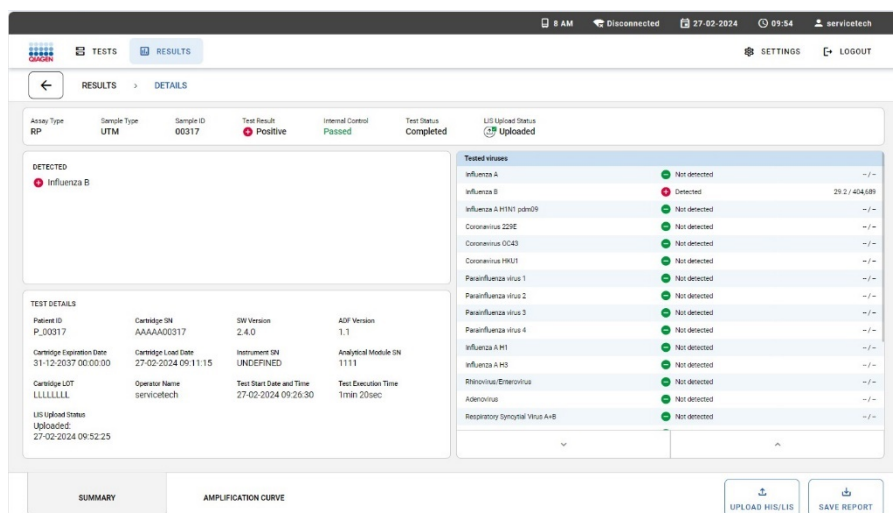 8 AM Disconnected 27-02-2024 09:54 servicetech
QIAGEN TESTS RESULTS SETTINGS LOGOUT
RESULTS > DETAILS
Assay Type Sample Type Sample ID Test Result Internal Control Test Status LIS Upload Status
RP UTM 00317 Positive Passed Completed Uploaded
DETECTED
Influenza B
TEST DETAILS
Patient ID Cartridge SN SW Version ADF Version
P_00317 AAAAA00317 2.4.0 1.1
Cartridge Expiration Date Cartridge Load Date Instrument SN Analytical Module SN
31-12-2037 00:00:00 27-02-2024 09:11:15 UNDEFINED 1111
Cartridge LOT Operator Name Test Start Date and Time Test Execution Time
LLLLLLLL servicetech 27-02-2024 09:26:30 1min 20sec
LIS Upload Status
Uploaded:
27-02-2024 09:52:25
Tested viruses
Influenza A Not detected -- / --
Influenza B Detected 29.2 / 404,689
Influenza A H1N1 pdm09 Not detected -- / --
Coronavirus 229E Not detected -- / --
Coronavirus OC43 Not detected -- / --
Coronavirus HKU1 Not detected -- / --
Parainfluenza virus 1 Not detected -- / --
Parainfluenza virus 2 Not detected -- / --
Parainfluenza virus 3 Not detected -- / --
Parainfluenza virus 4 Not detected -- / --
Influenza A H1 Not detected -- / --
Influenza A H3 Not detected -- / --
Rhinovirus/Enterovirus Not detected -- / --
Adenovirus Not detected -- / --
Respiratory Syncytial Virus A+B Not detected -- / --
SUMMARY AMPLIFICATION CURVE UPLOAD HIS/LIS SAVE REPORT